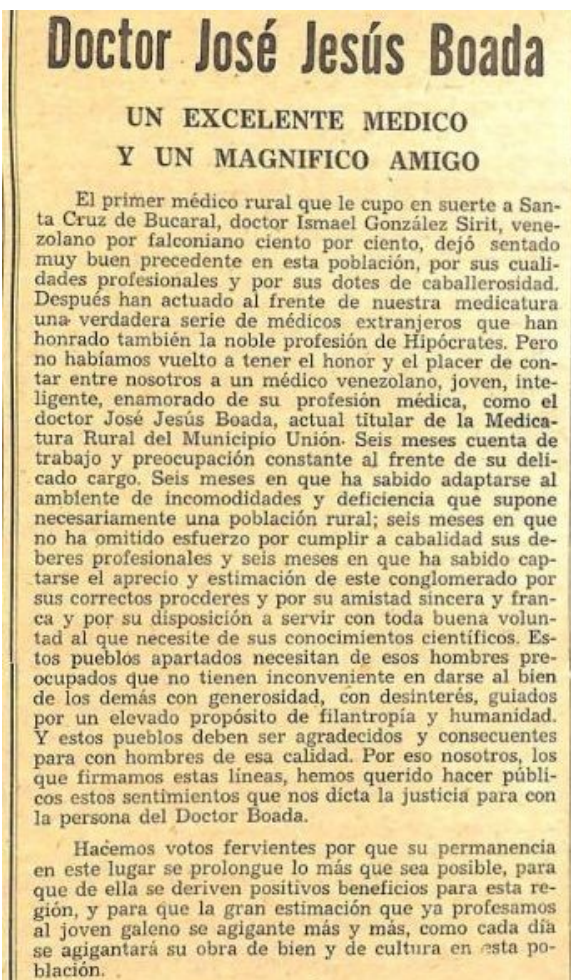 Doctor José Jesús Boada
UN EXCELENTE MEDICO
Y UN MAGNIFICO AMIGO
El primer médico rural que le cupo en suerte a San-
ta Cruz de Bucaral, doctor Ismael González Sirit, vene-
zolano por falconiano ciento por ciento, dejó sentado
muy buen precedente en esta población, por sus cuali-
dades profesionales y por sus dotes de caballerosidad.
Después han actuado al frente de nuestra medicatura
una verdadera serie de médicos extranjeros que han
honrado también la noble profesión de Hipócrates. Pero
no habíamos vuelto a tener el honor y el placer de con-
tar entre nosotros a un médico venezolano, joven, inte-
ligente, enamorado de su profesión médica, como el
doctor José Jesús Boada, actual titular de la Medica-
tura Rural del Municipio Unión. Seis meses cuenta de
trabajo y preocupación constante al frente de su deli-
cado cargo. Seis meses en que ha sabido adaptarse al
ambiente de incomodidades y deficiencia que supone
necesariamente una población rural; seis meses en que
no ha omitido esfuerzo por cumplir a cabalidad sus de-
beres profesionales y seis meses en que ha sabido cap-
tarse el aprecio y estimación de este conglomerado por
sus correctos procderes y por su amistad sincera y fran-
ca y por su disposición a servir con toda buena volun-
tad al que necesite de sus conocimientos científicos. Es-
tos pueblos apartados necesitan de esos hombres pre-
ocupados que no tienen inconveniente en darse al bien
de los demás con generosidad, con desinterés, guiados
por un elevado propósito de filantropía y humanidad.
Y estos pueblos deben ser agradecidos y consecuentes
para con hombres de esa calidad. Por eso nosotros, los
que firmamos estas líneas, hemos querido hacer públi-
cos estos sentimientos que nos dicta la justicia para con
la persona del Doctor Boada.
Hacemos votos fervientes por que su permanencia
en este lugar se prolongue lo más que sea posible, para
que de ella se deriven positivos beneficios para esta re-
gión, y para que la gran estimación que ya profesamos
al joven galeno se agigante más y más, como cada día
se agigantará su obra de bien y de cultura en esta po-
blación.